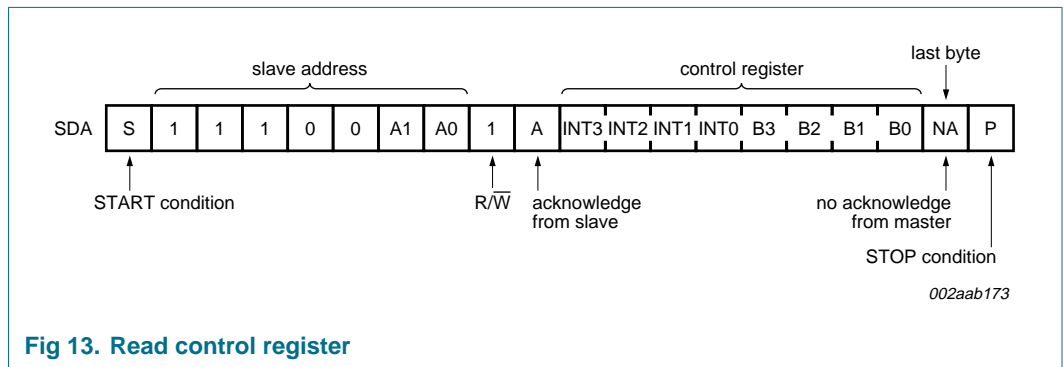 slave address
control register
last byte
SDA S 1 1 1 0 0 A1 A0 1 A INT3 INT2 INT1 INT0 B3 B2 B1 B0 NA P
START condition
R/W̅
acknowledge
from slave
no acknowledge
from master
STOP condition
002aab173
Fig 13. Read control register